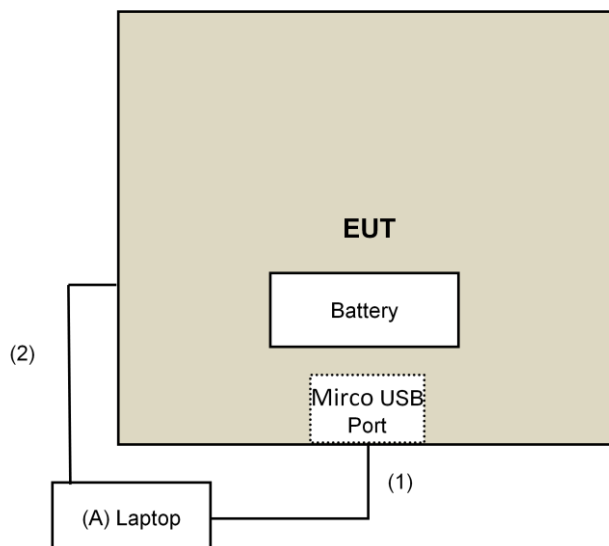 EUT
Battery
(2)
Mirco USB
Port
(1)
(A) Laptop